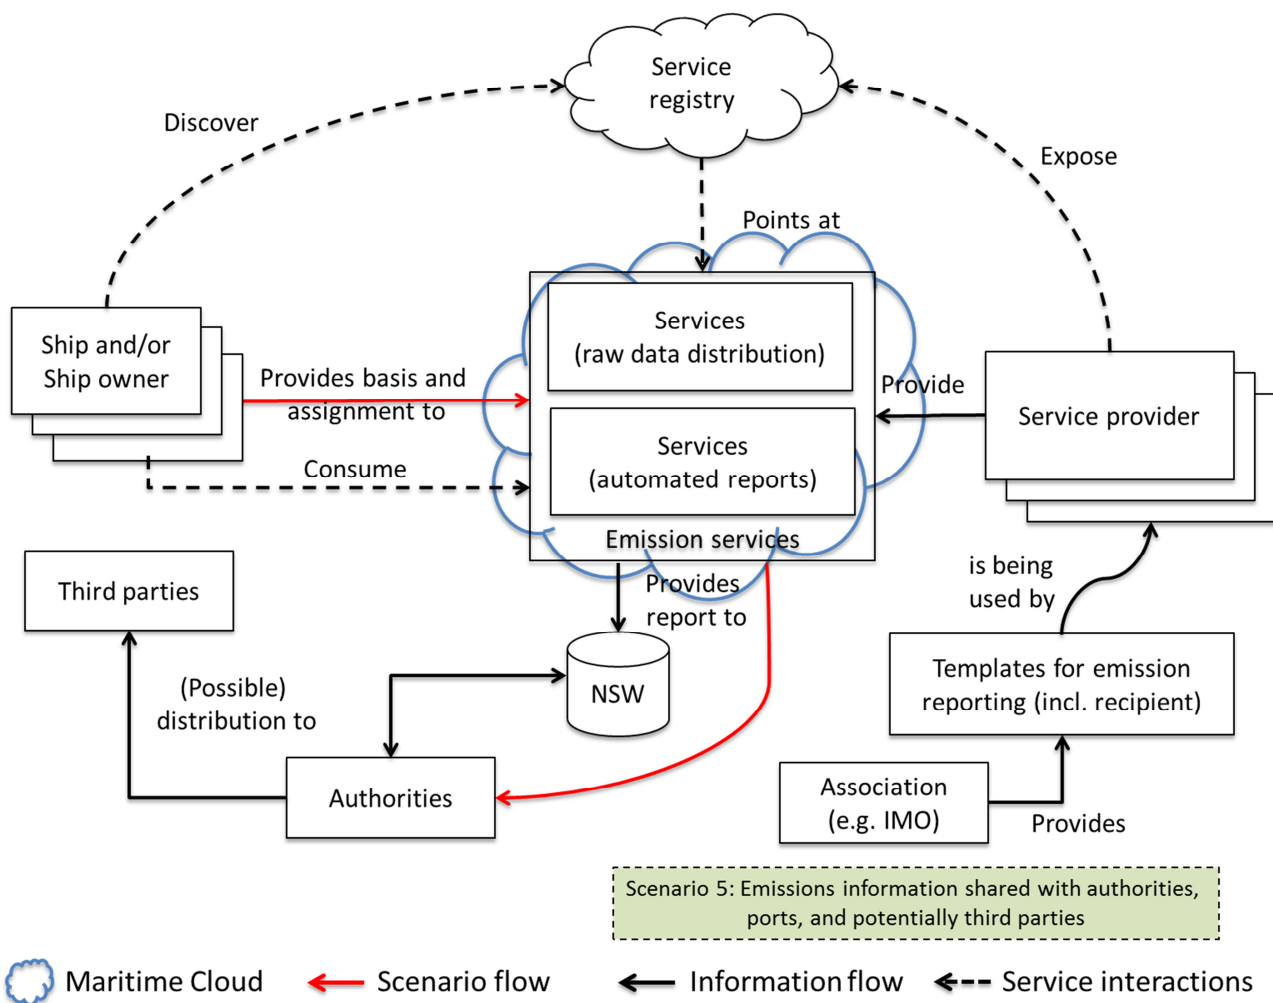 Service
registry
Discover
Expose
Points at
Services
(raw data distribution)
Ship and/or
Ship owner
Provides basis and
assignment to
Provide
Service provider
Services
(automated reports)
Consume
Emission services
Third parties
Provides
report to
is being
used by
NSW
(Possible)
distribution to
Templates for emission
reporting (incl. recipient)
Authorities
Association
(e.g. IMO)
Provides
Scenario 5: Emissions information shared with authorities,
ports, and potentially third parties
Maritime Cloud
Scenario flow
Information flow
Service interactions